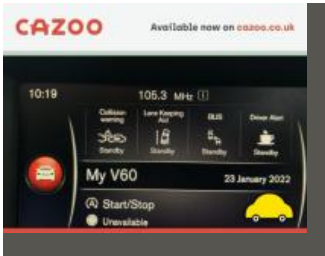 CAZOO
Available now on cazoo.co.uk
10:19
105.3 MHz
Collision warning
Lane Keeping Aid
BLIS
Driver Alert
Standby
Standby
Standby
Standby
My V60
23 January 2022
(A) Start/Stop
Unavailable